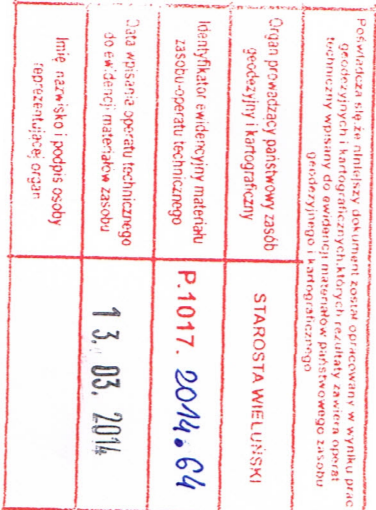 Poświadcza się, że niniejszy dokument został opracowany w wyniku prac
geodezyjnych i kartograficznych, których rezultaty zawiera operat
techniczny wpisany do ewidencji materiałów państwowego zasobu
geodezyjnego i kartograficznego
Organ prowadzący państwowy zasób
geodezyjny i kartograficzny
STAROSTA WIELUŃSKI
Identyfikator ewidencyjny materiału
zasobu-operatu technicznego
P.1017. 2014.64
Data wpisania operatu technicznego
do ewidencji materiałów zasobu
13. 03. 2014
Imię, nazwisko i podpis osoby
reprezentującej organ